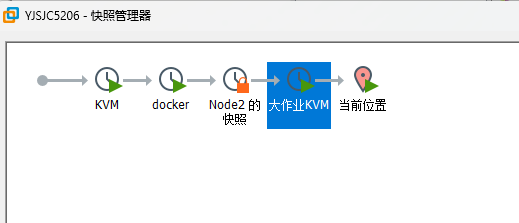 YJSJC5206 - 快照管理器
KVM
docker
Node2 的
快照
大作业KVM
当前位置